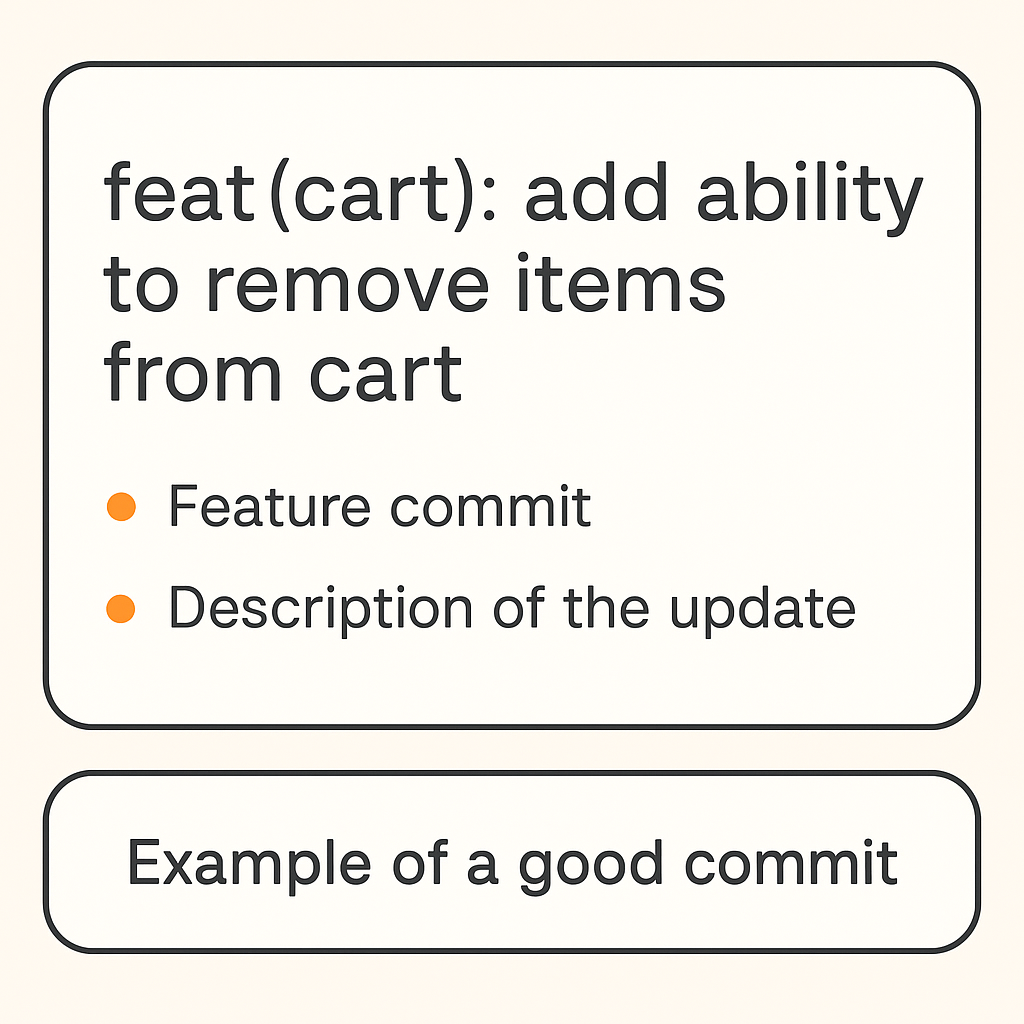 feat(cart): add ability
to remove items
from cart
Feature commit
Description of the update
Example of a good commit